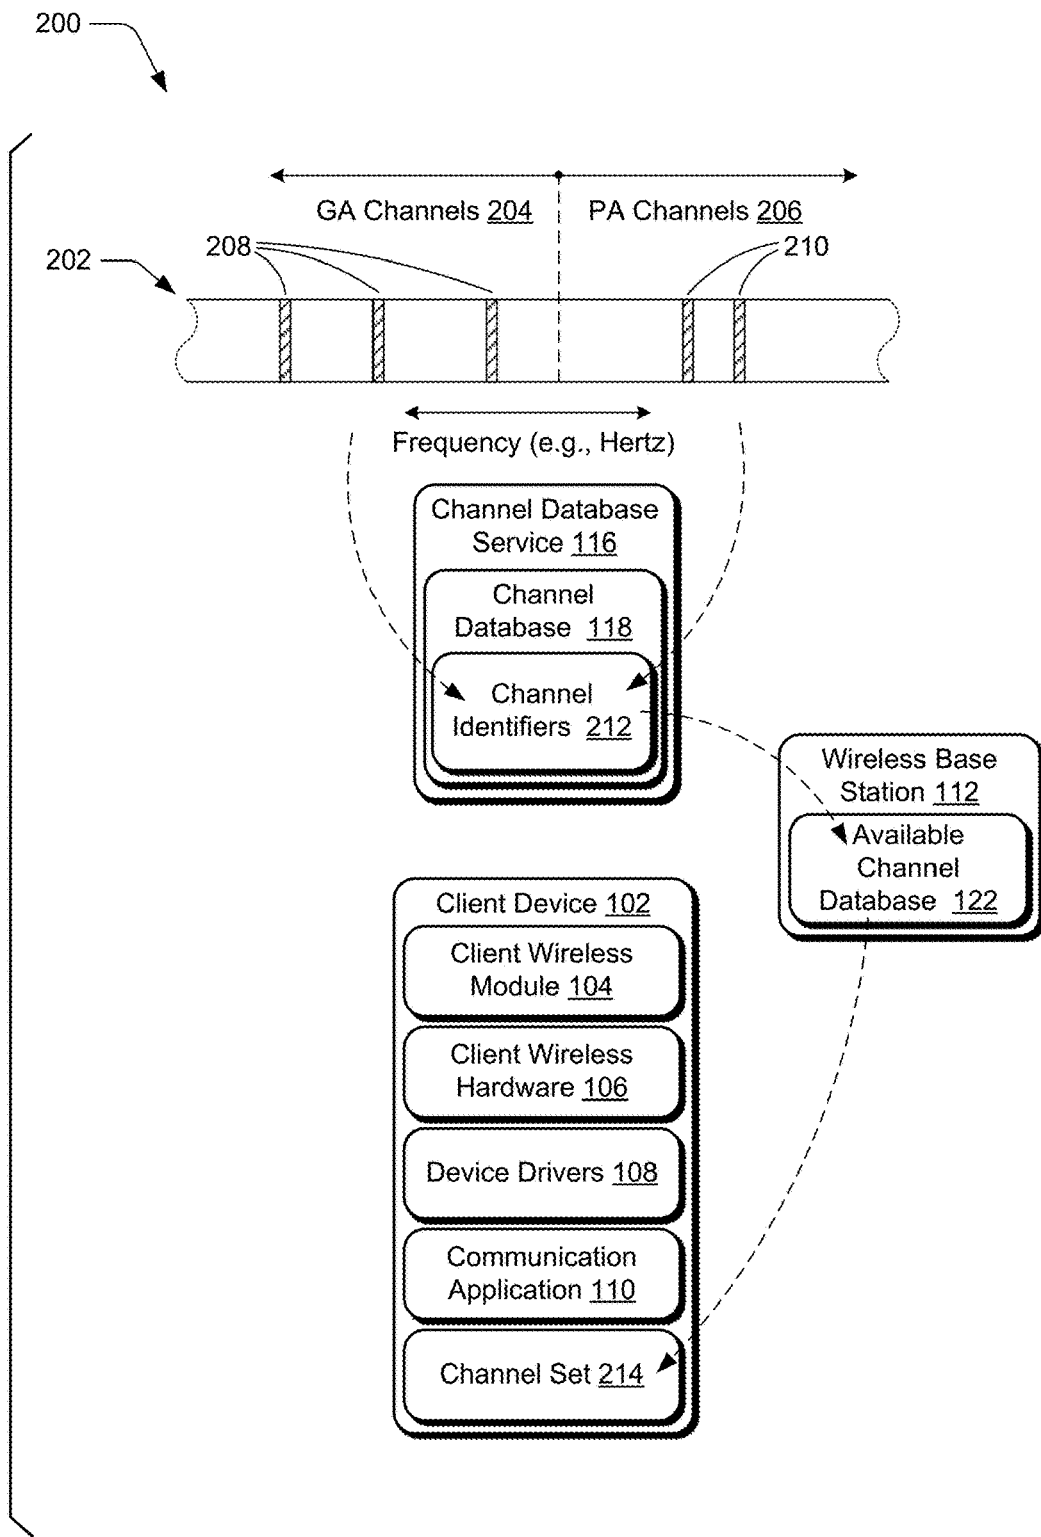 200
GA Channels 204
PA Channels 206
202
208
210
Frequency (e.g., Hertz)
Channel Database
Service 116
Channel
Database 118
Channel
Identifiers 212
Wireless Base
Station 112
Available
Channel
Database 122
Client Device 102
Client Wireless
Module 104
Client Wireless
Hardware 106
Device Drivers 108
Communication
Application 110
Channel Set 214